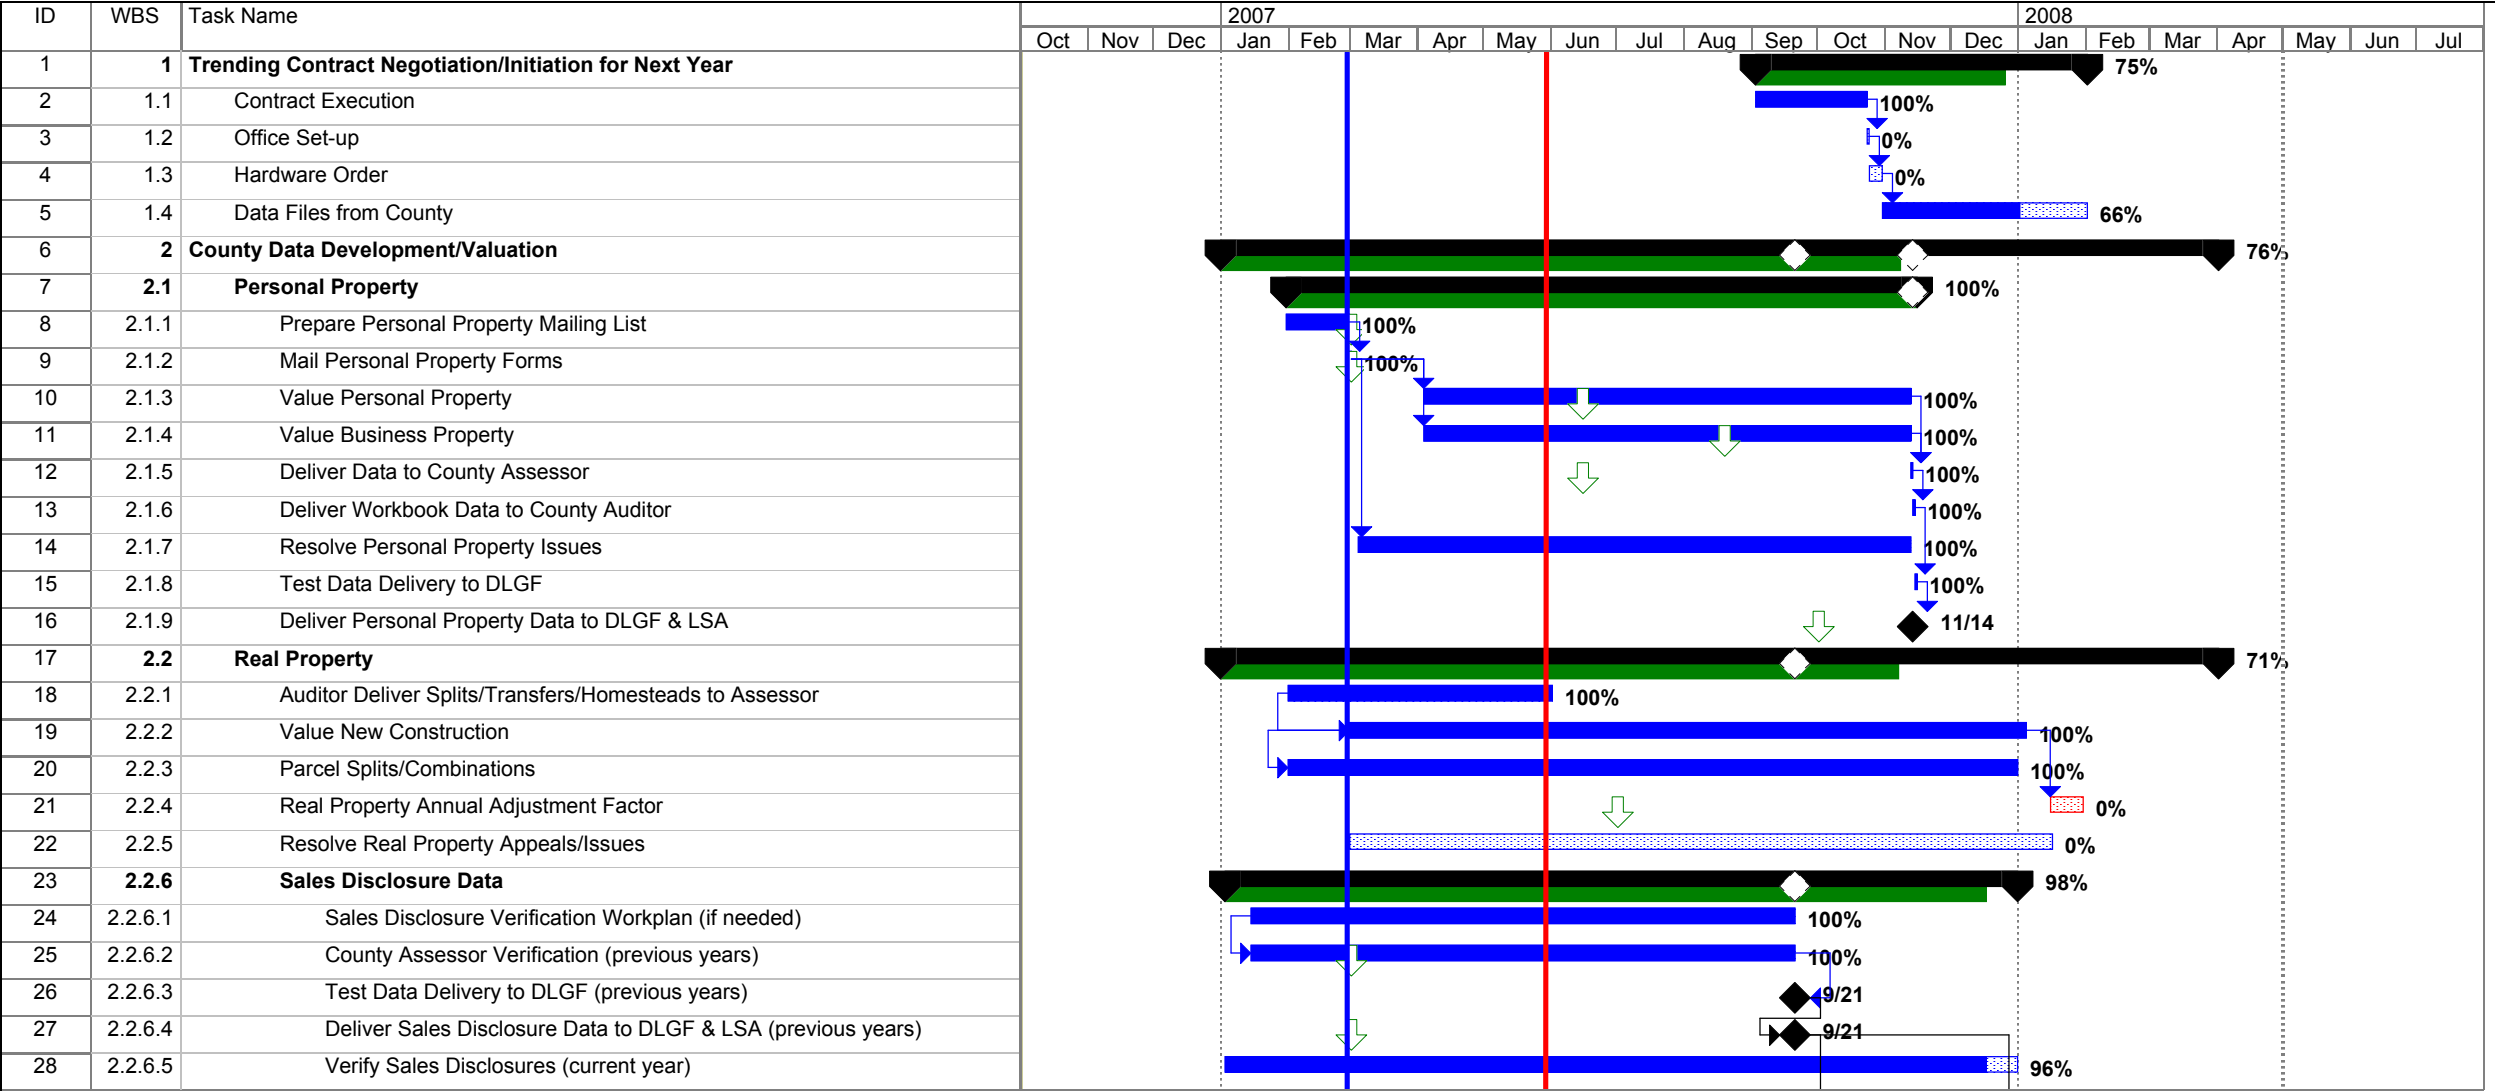 ID WBS Task Name 2007 2008
Oct Nov Dec Jan Feb Mar Apr May Jun Jul Aug Sep Oct Nov Dec Jan Feb Mar Apr May Jun Jul
1 1 Trending Contract Negotiation/Initiation for Next Year 75%
2 1.1 Contract Execution 100%
3 1.2 Office Set-up 0%
4 1.3 Hardware Order 0%
5 1.4 Data Files from County 66%
6 2 County Data Development/Valuation 76%
7 2.1 Personal Property 100%
8 2.1.1 Prepare Personal Property Mailing List 100%
9 2.1.2 Mail Personal Property Forms 100%
10 2.1.3 Value Personal Property 100%
11 2.1.4 Value Business Property 100%
12 2.1.5 Deliver Data to County Assessor 100%
13 2.1.6 Deliver Workbook Data to County Auditor 100%
14 2.1.7 Resolve Personal Property Issues 100%
15 2.1.8 Test Data Delivery to DLGF 100%
16 2.1.9 Deliver Personal Property Data to DLGF & LSA 11/14
17 2.2 Real Property 71%
18 2.2.1 Auditor Deliver Splits/Transfers/Homesteads to Assessor 100%
19 2.2.2 Value New Construction 100%
20 2.2.3 Parcel Splits/Combinations 100%
21 2.2.4 Real Property Annual Adjustment Factor 0%
22 2.2.5 Resolve Real Property Appeals/Issues 0%
23 2.2.6 Sales Disclosure Data 98%
24 2.2.6.1 Sales Disclosure Verification Workplan (if needed) 100%
25 2.2.6.2 County Assessor Verification (previous years) 100%
26 2.2.6.3 Test Data Delivery to DLGF (previous years) 9/21
27 2.2.6.4 Deliver Sales Disclosure Data to DLGF & LSA (previous years) 9/21
28 2.2.6.5 Verify Sales Disclosures (current year) 96%